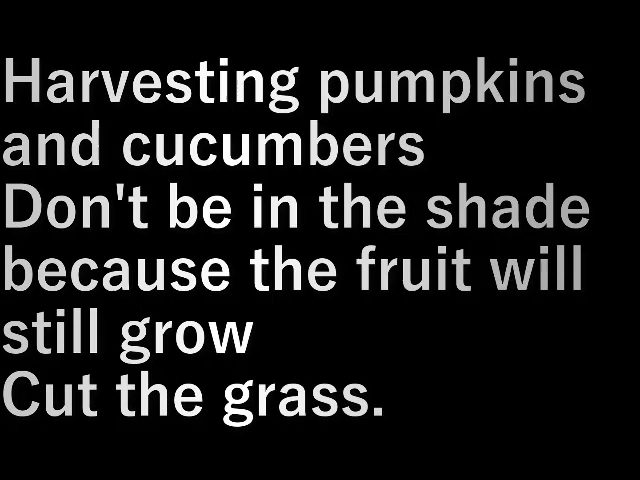 Harvesting pumpkins
and cucumbers
Don't be in the shade
because the fruit will
still grow
Cut the grass.